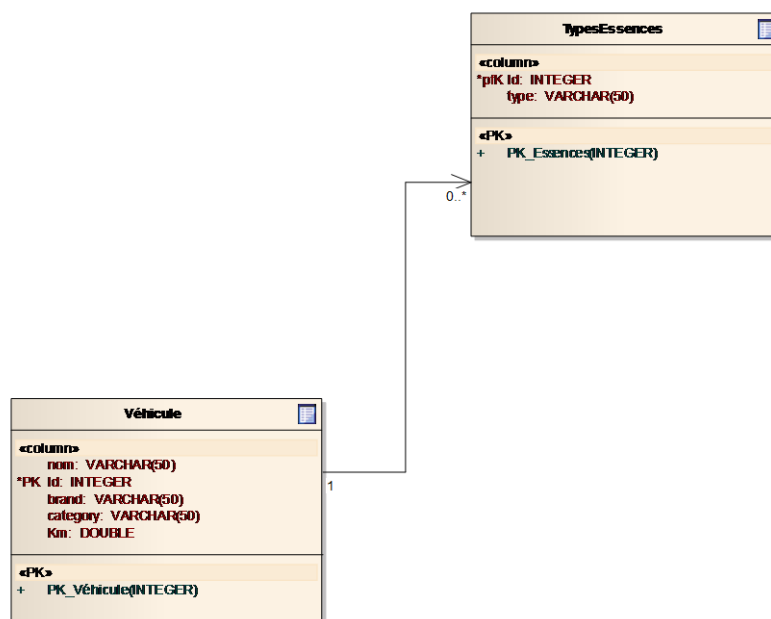 TypesEssences
«column»
*pfK Id: INTEGER
type: VARCHAR(50)
«PK»
+ PK_Essences(INTEGER)
0..*
Véhicule
«column»
nom: VARCHAR(50)
*PK Id: INTEGER
brand: VARCHAR(50)
category: VARCHAR(50)
Km: DOUBLE
1
«PK»
+ PK_Véhicule(INTEGER)